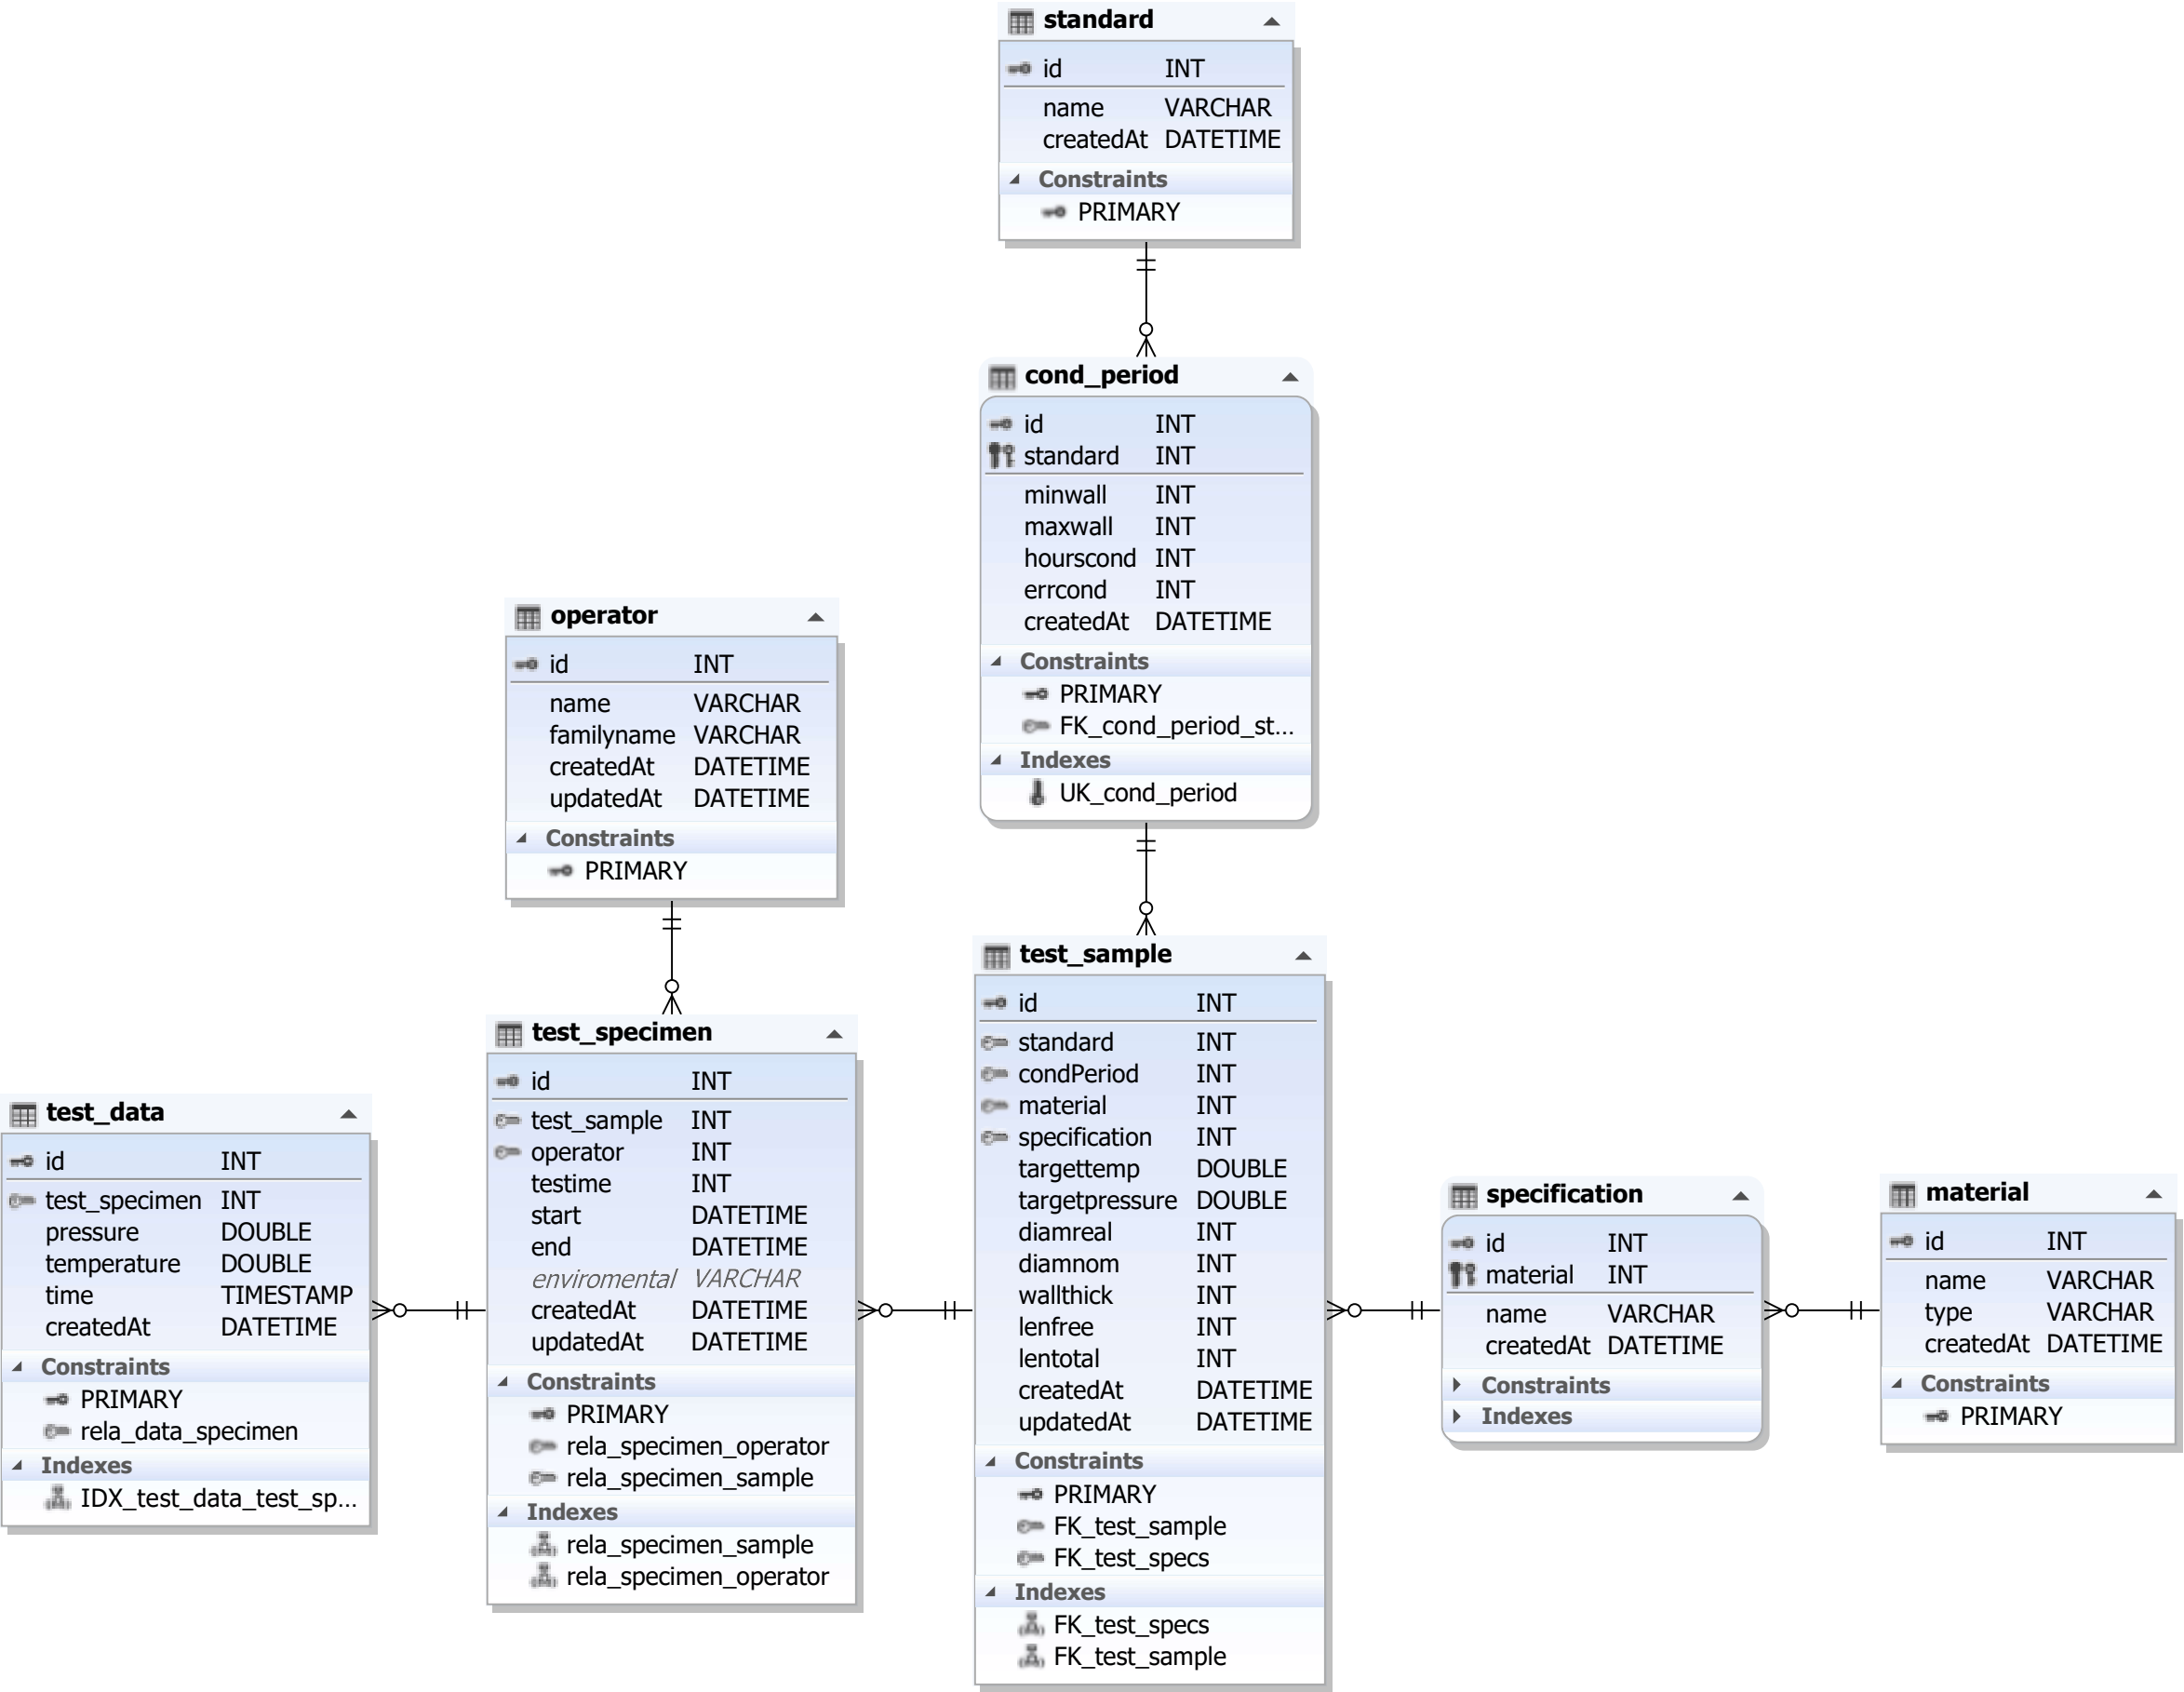 standard
id INT
name VARCHAR
createdAt DATETIME
Constraints
PRIMARY
cond_period
id INT
standard INT
minwall INT
maxwall INT
hourscond INT
errcond INT
createdAt DATETIME
Constraints
PRIMARY
FK_cond_period_st...
Indexes
UK_cond_period
operator
id INT
name VARCHAR
familyname VARCHAR
createdAt DATETIME
updatedAt DATETIME
Constraints
PRIMARY
test_data
id INT
test_specimen INT
pressure DOUBLE
temperature DOUBLE
time TIMESTAMP
createdAt DATETIME
Constraints
PRIMARY
rela_data_specimen
Indexes
IDX_test_data_test_sp...
test_specimen
id INT
test_sample INT
operator INT
testime INT
start DATETIME
end DATETIME
enviromental VARCHAR
createdAt DATETIME
updatedAt DATETIME
Constraints
PRIMARY
rela_specimen_operator
rela_specimen_sample
Indexes
rela_specimen_sample
rela_specimen_operator
test_sample
id INT
standard INT
condPeriod INT
material INT
specification INT
targettemp DOUBLE
targetpressure DOUBLE
diamreal INT
diamnom INT
wallthick INT
lenfree INT
lentotal INT
createdAt DATETIME
updatedAt DATETIME
Constraints
PRIMARY
FK_test_sample
FK_test_specs
Indexes
FK_test_specs
FK_test_sample
specification
id INT
material INT
name VARCHAR
createdAt DATETIME
Constraints
Indexes
material
id INT
name VARCHAR
type VARCHAR
createdAt DATETIME
Constraints
PRIMARY